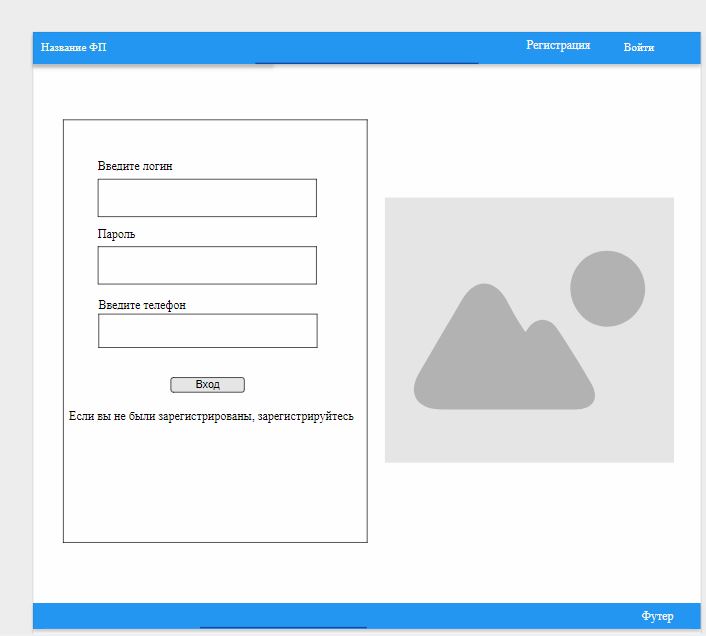 Название ФП
Регистрация
Войти
Введите логин
Пароль
Введите телефон
Вход
Если вы не были зарегистрированы, зарегистрируйтесь
Футер